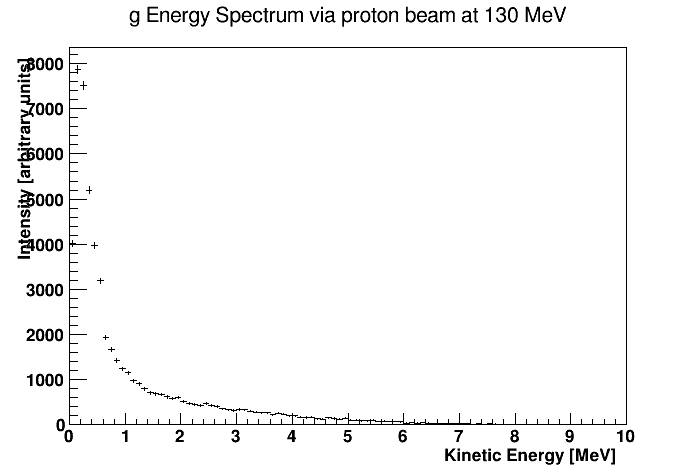 g Energy Spectrum via proton beam at 130 MeV
Intensity [arbitrary units]
8000
7000
6000
5000
4000
3000
2000
1000
0
0 1 2 3 4 5 6 7 8 9 10
Kinetic Energy [MeV]